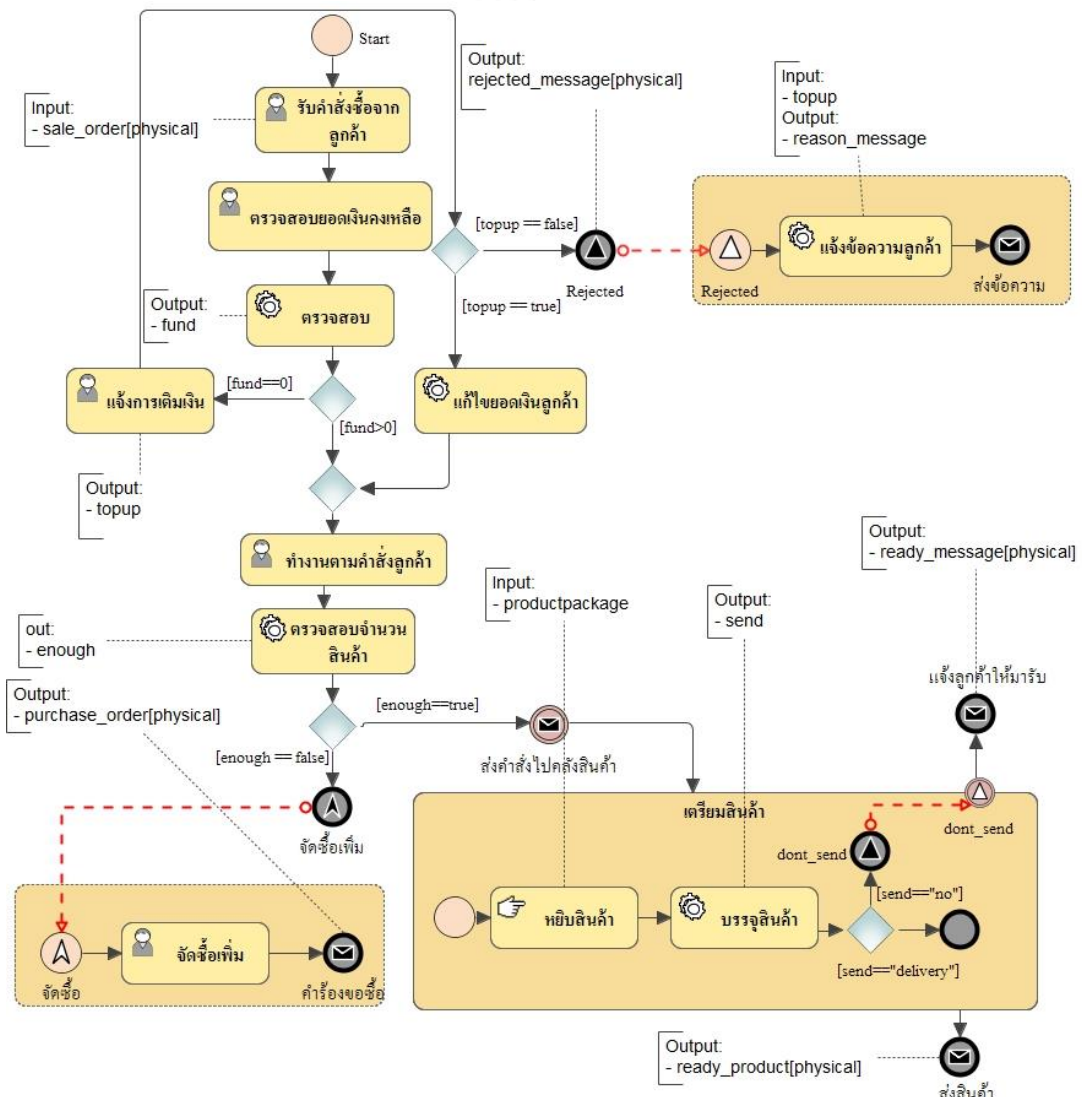 Start
Output:
rejected_message[physical]
Input:
- topup
Output:
- reason_message
Input:
- sale_order[physical]
รับคำสั่งซื้อจาก
ลูกค้า
ตรวจสอบยอดเงินคงเหลือ
[topup == false]
Rejected
Rejected
แจ้งข้อความลูกค้า
ส่งข้อความ
[topup == true]
Output:
- fund
ตรวจสอบ
แจ้งการเติมเงิน
[fund==0]
แก้ไขยอดเงินลูกค้า
[fund>0]
Output:
- topup
ทำงานตามคำสั่งลูกค้า
Output:
- ready_message[physical]
Input:
- productpackage
Output:
- send
out:
- enough
ตรวจสอบจำนวน
สินค้า
แจ้งลูกค้าให้มารับ
Output:
- purchase_order[physical]
[enough==true]
ส่งคำสั่งไปคลังสินค้า
[enough == false]
จัดซื้อเพิ่ม
เตรียมสินค้า
dont_send
dont_send
[send=="no"]
หยิบสินค้า
บรรจุสินค้า
[send=="delivery"]
จัดซื้อเพิ่ม
จัดซื้อ
คำร้องขอซื้อ
Output:
- ready_product[physical]
ส่งสินค้า